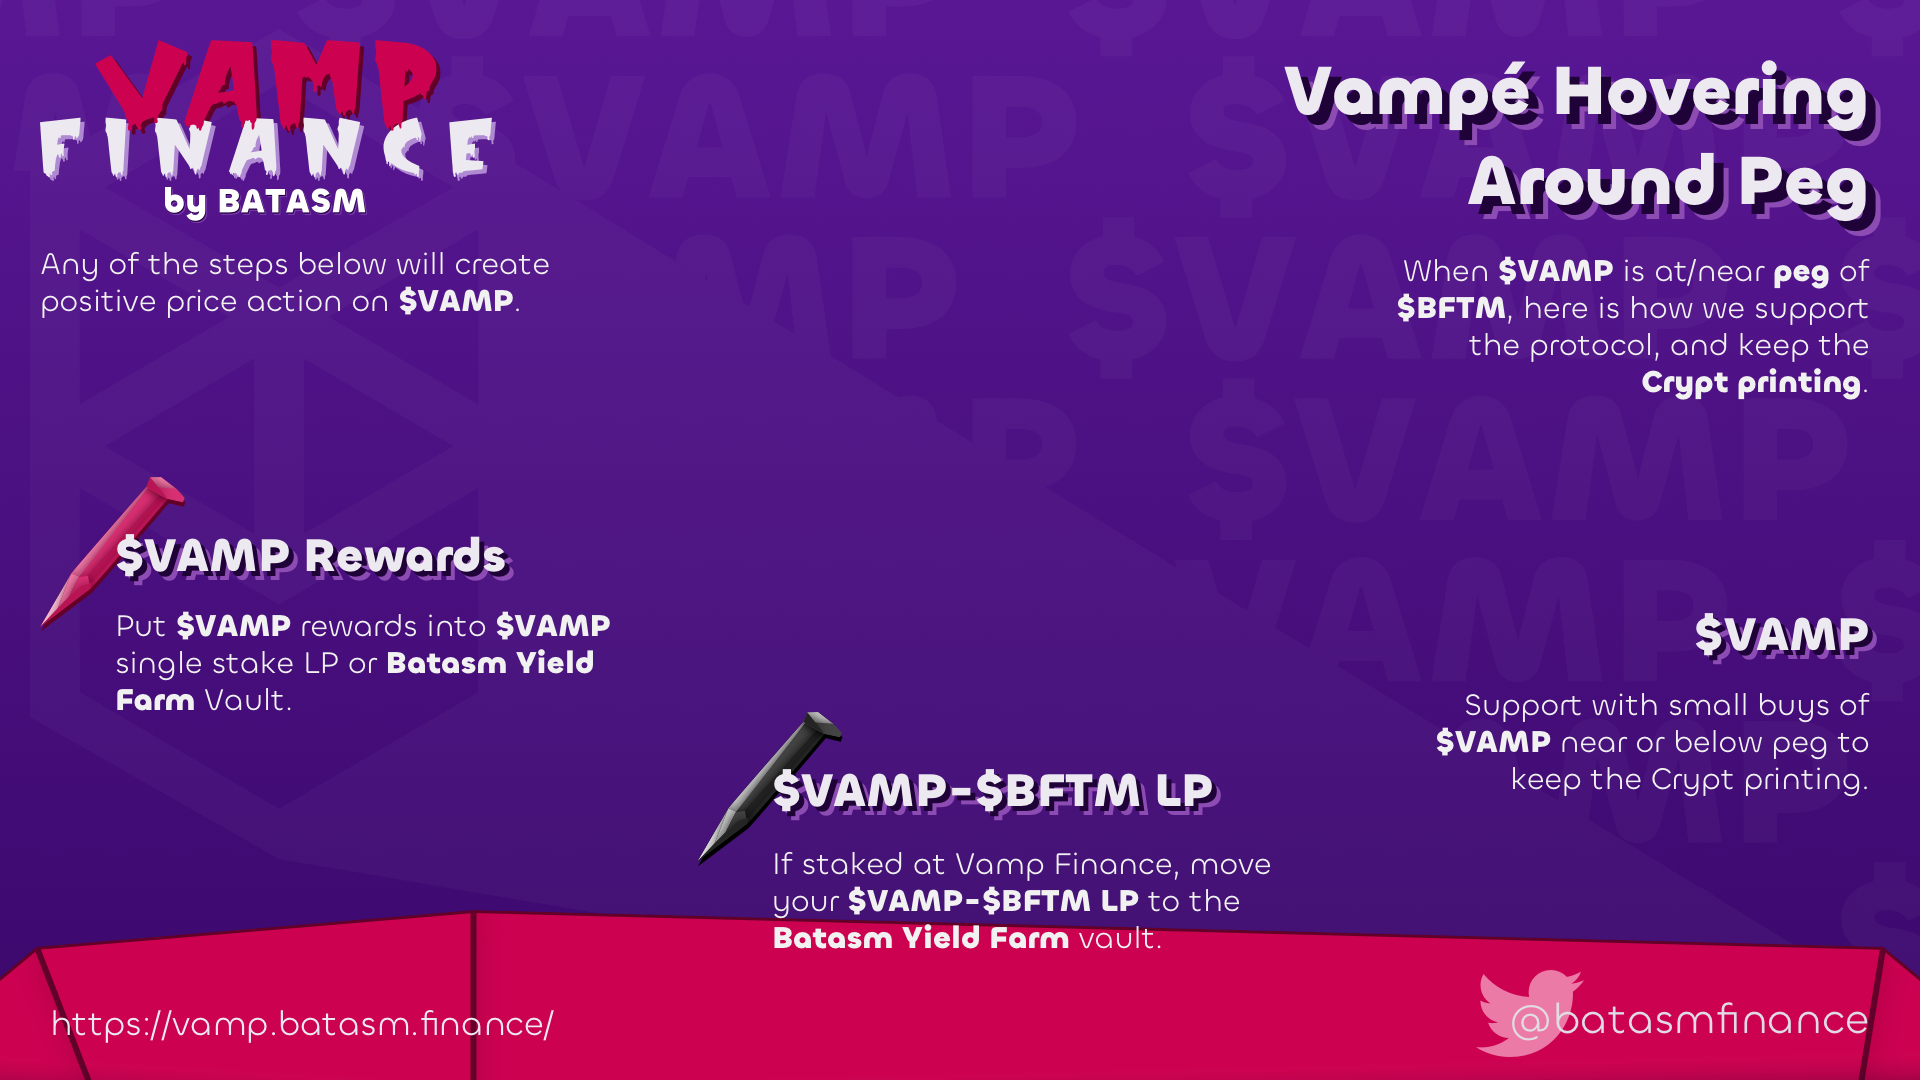 VAMP
FINANCE
by BATASM
Any of the steps below will create
positive price action on $VAMP.
Vampé Hovering
Around Peg
When $VAMP is at/near peg of
$BFTM, here is how we support
the protocol, and keep the
Crypt printing.
$VAMP Rewards
Put $VAMP rewards into $VAMP
single stake LP or Batasm Yield
Farm Vault.
$VAMP-$BFTM LP
If staked at Vamp Finance, move
your $VAMP-$BFTM LP to the
Batasm Yield Farm vault.
$VAMP
Support with small buys of
$VAMP near or below peg to
keep the Crypt printing.
https://vamp.batasm.finance/
@batasmfinance